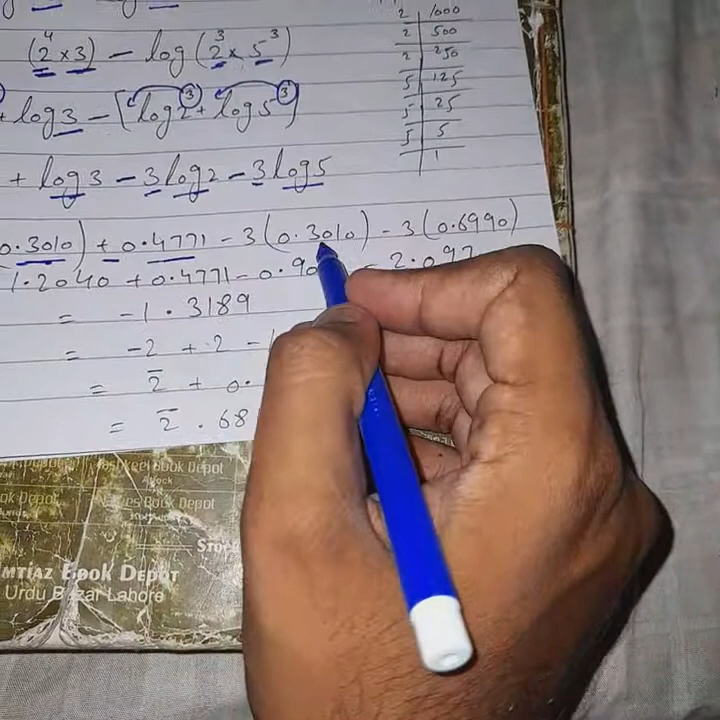 (2⁴ × 3) - log(2³ × 5³)
+ log 3 - [log 2③ + log 5③]
+ log 3 - 3 log 2 - 3 log 5
0.3010) + 0.4771 - 3(0.3010) - 3(0.6990)
1.2040 + 0.4771 - 0.90 - 2.097
= -1.3189
= -2 + 2 -
= 2̅ + 0.
= 2̅.68
2 | 1000
2 | 500
2 | 250
5 | 125
5 | 25
5 | 5
| 1
Book Depot
Stoc
IMTIAZ BOOK DEPOT
Urdu Bazar Lahore